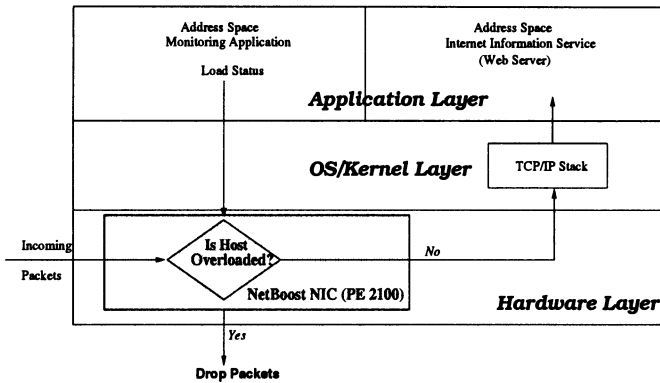 Address Space
Monitoring Application
Load Status
Address Space
Internet Information Service
(Web Server)
Application Layer
OS/Kernel Layer
TCP/IP Stack
Incoming
Packets
Is Host
Overloaded?
No
NetBoost NIC (PE 2100)
Hardware Layer
Yes
Drop Packets